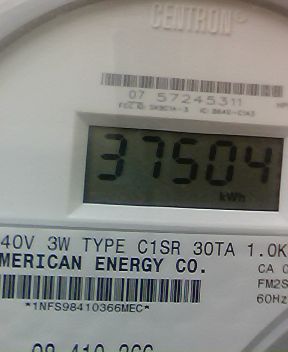 CENTRON®
07 57245311
37504
kWh
40V 3W TYPE C1SR 30TA 1.0K
MERICAN ENERGY CO.
CA 0
FM2S
60Hz
*1NFS98410366MEC*